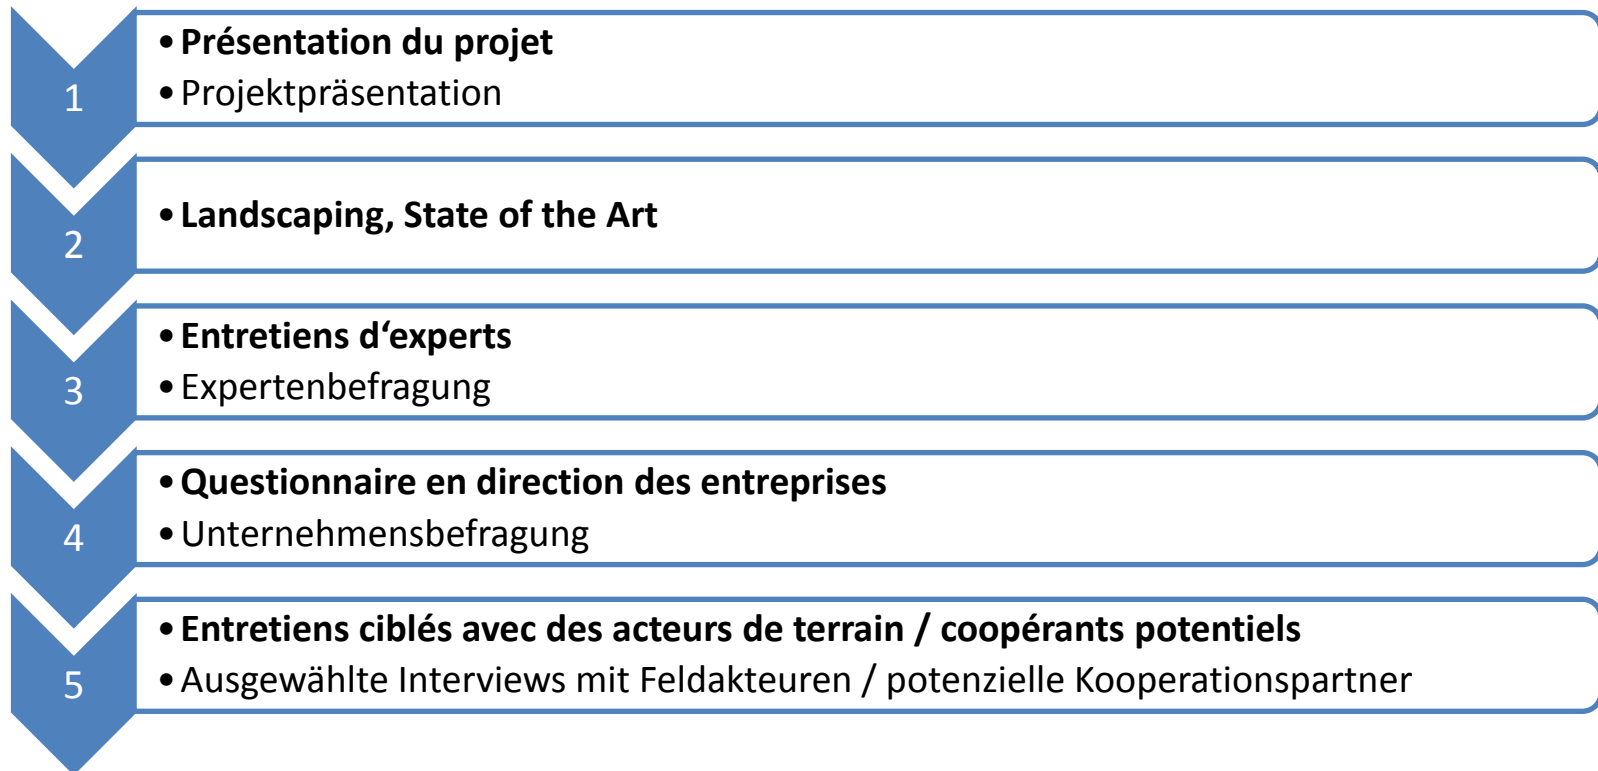 1
• Présentation du projet
• Projektpräsentation
2
• Landscaping, State of the Art
3
• Entretiens d‘experts
• Expertenbefragung
4
• Questionnaire en direction des entreprises
• Unternehmensbefragung
5
• Entretiens ciblés avec des acteurs de terrain / coopérants potentiels
• Ausgewählte Interviews mit Feldakteuren / potenzielle Kooperationspartner